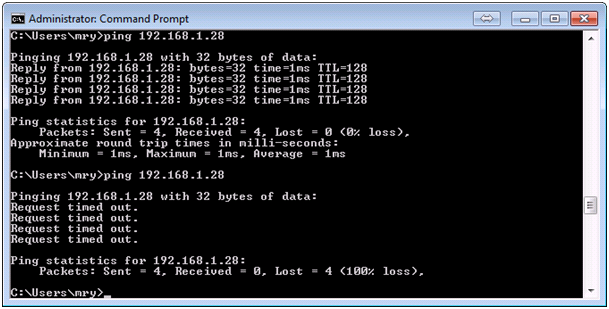 Administrator: Command Prompt
C:\Users\mry>ping 192.168.1.28
Pinging 192.168.1.28 with 32 bytes of data:
Reply from 192.168.1.28: bytes=32 time=1ms TTL=128
Reply from 192.168.1.28: bytes=32 time=1ms TTL=128
Reply from 192.168.1.28: bytes=32 time=1ms TTL=128
Reply from 192.168.1.28: bytes=32 time=1ms TTL=128
Ping statistics for 192.168.1.28:
Packets: Sent = 4, Received = 4, Lost = 0 (0% loss),
Approximate round trip times in milli-seconds:
Minimum = 1ms, Maximum = 1ms, Average = 1ms
C:\Users\mry>ping 192.168.1.28
Pinging 192.168.1.28 with 32 bytes of data:
Request timed out.
Request timed out.
Request timed out.
Request timed out.
Ping statistics for 192.168.1.28:
Packets: Sent = 4, Received = 0, Lost = 4 (100% loss),
C:\Users\mry>_